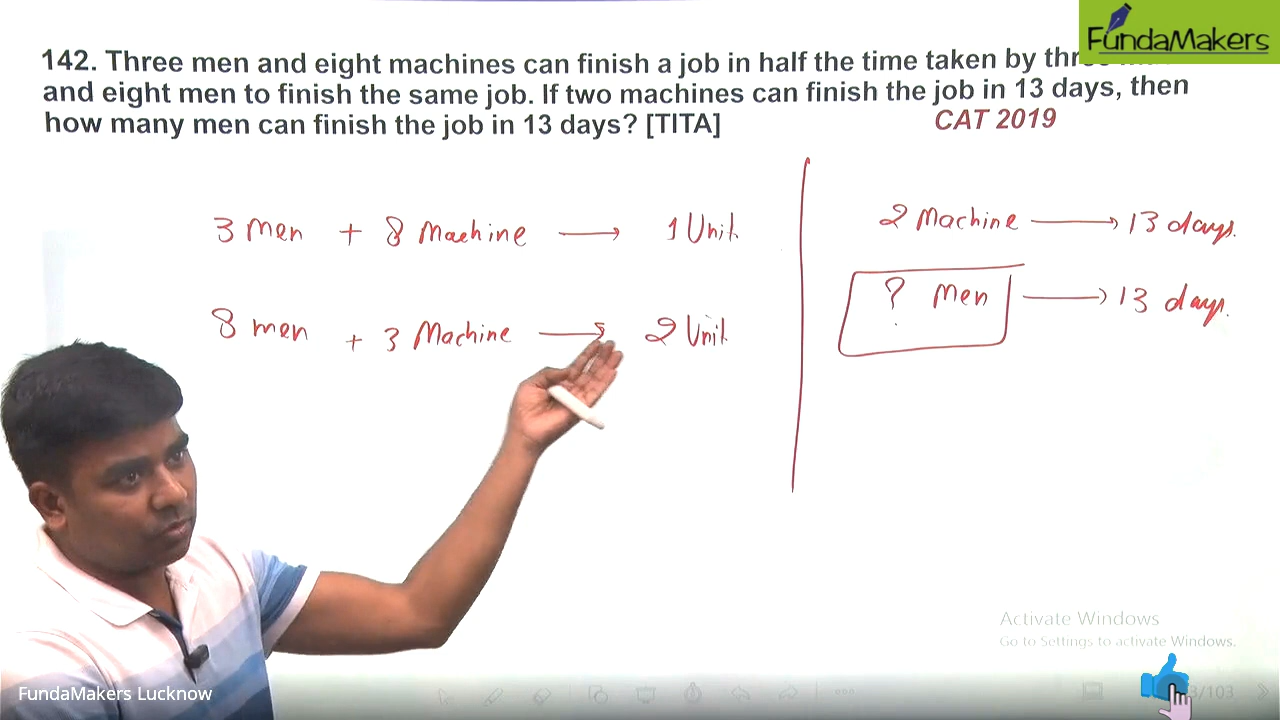 FundaMakers
142. Three men and eight machines can finish a job in half the time taken by three
and eight men to finish the same job. If two machines can finish the job in 13 days, then
how many men can finish the job in 13 days? [TITA]
CAT 2019
3 Men + 8 Machine → 1 Unit
8 men + 3 Machine → 2 Unit
2 Machine → 13 days.
? Men → 13 days.
Activate Windows
Go to Settings to activate Windows.
FundaMakers Lucknow
/103